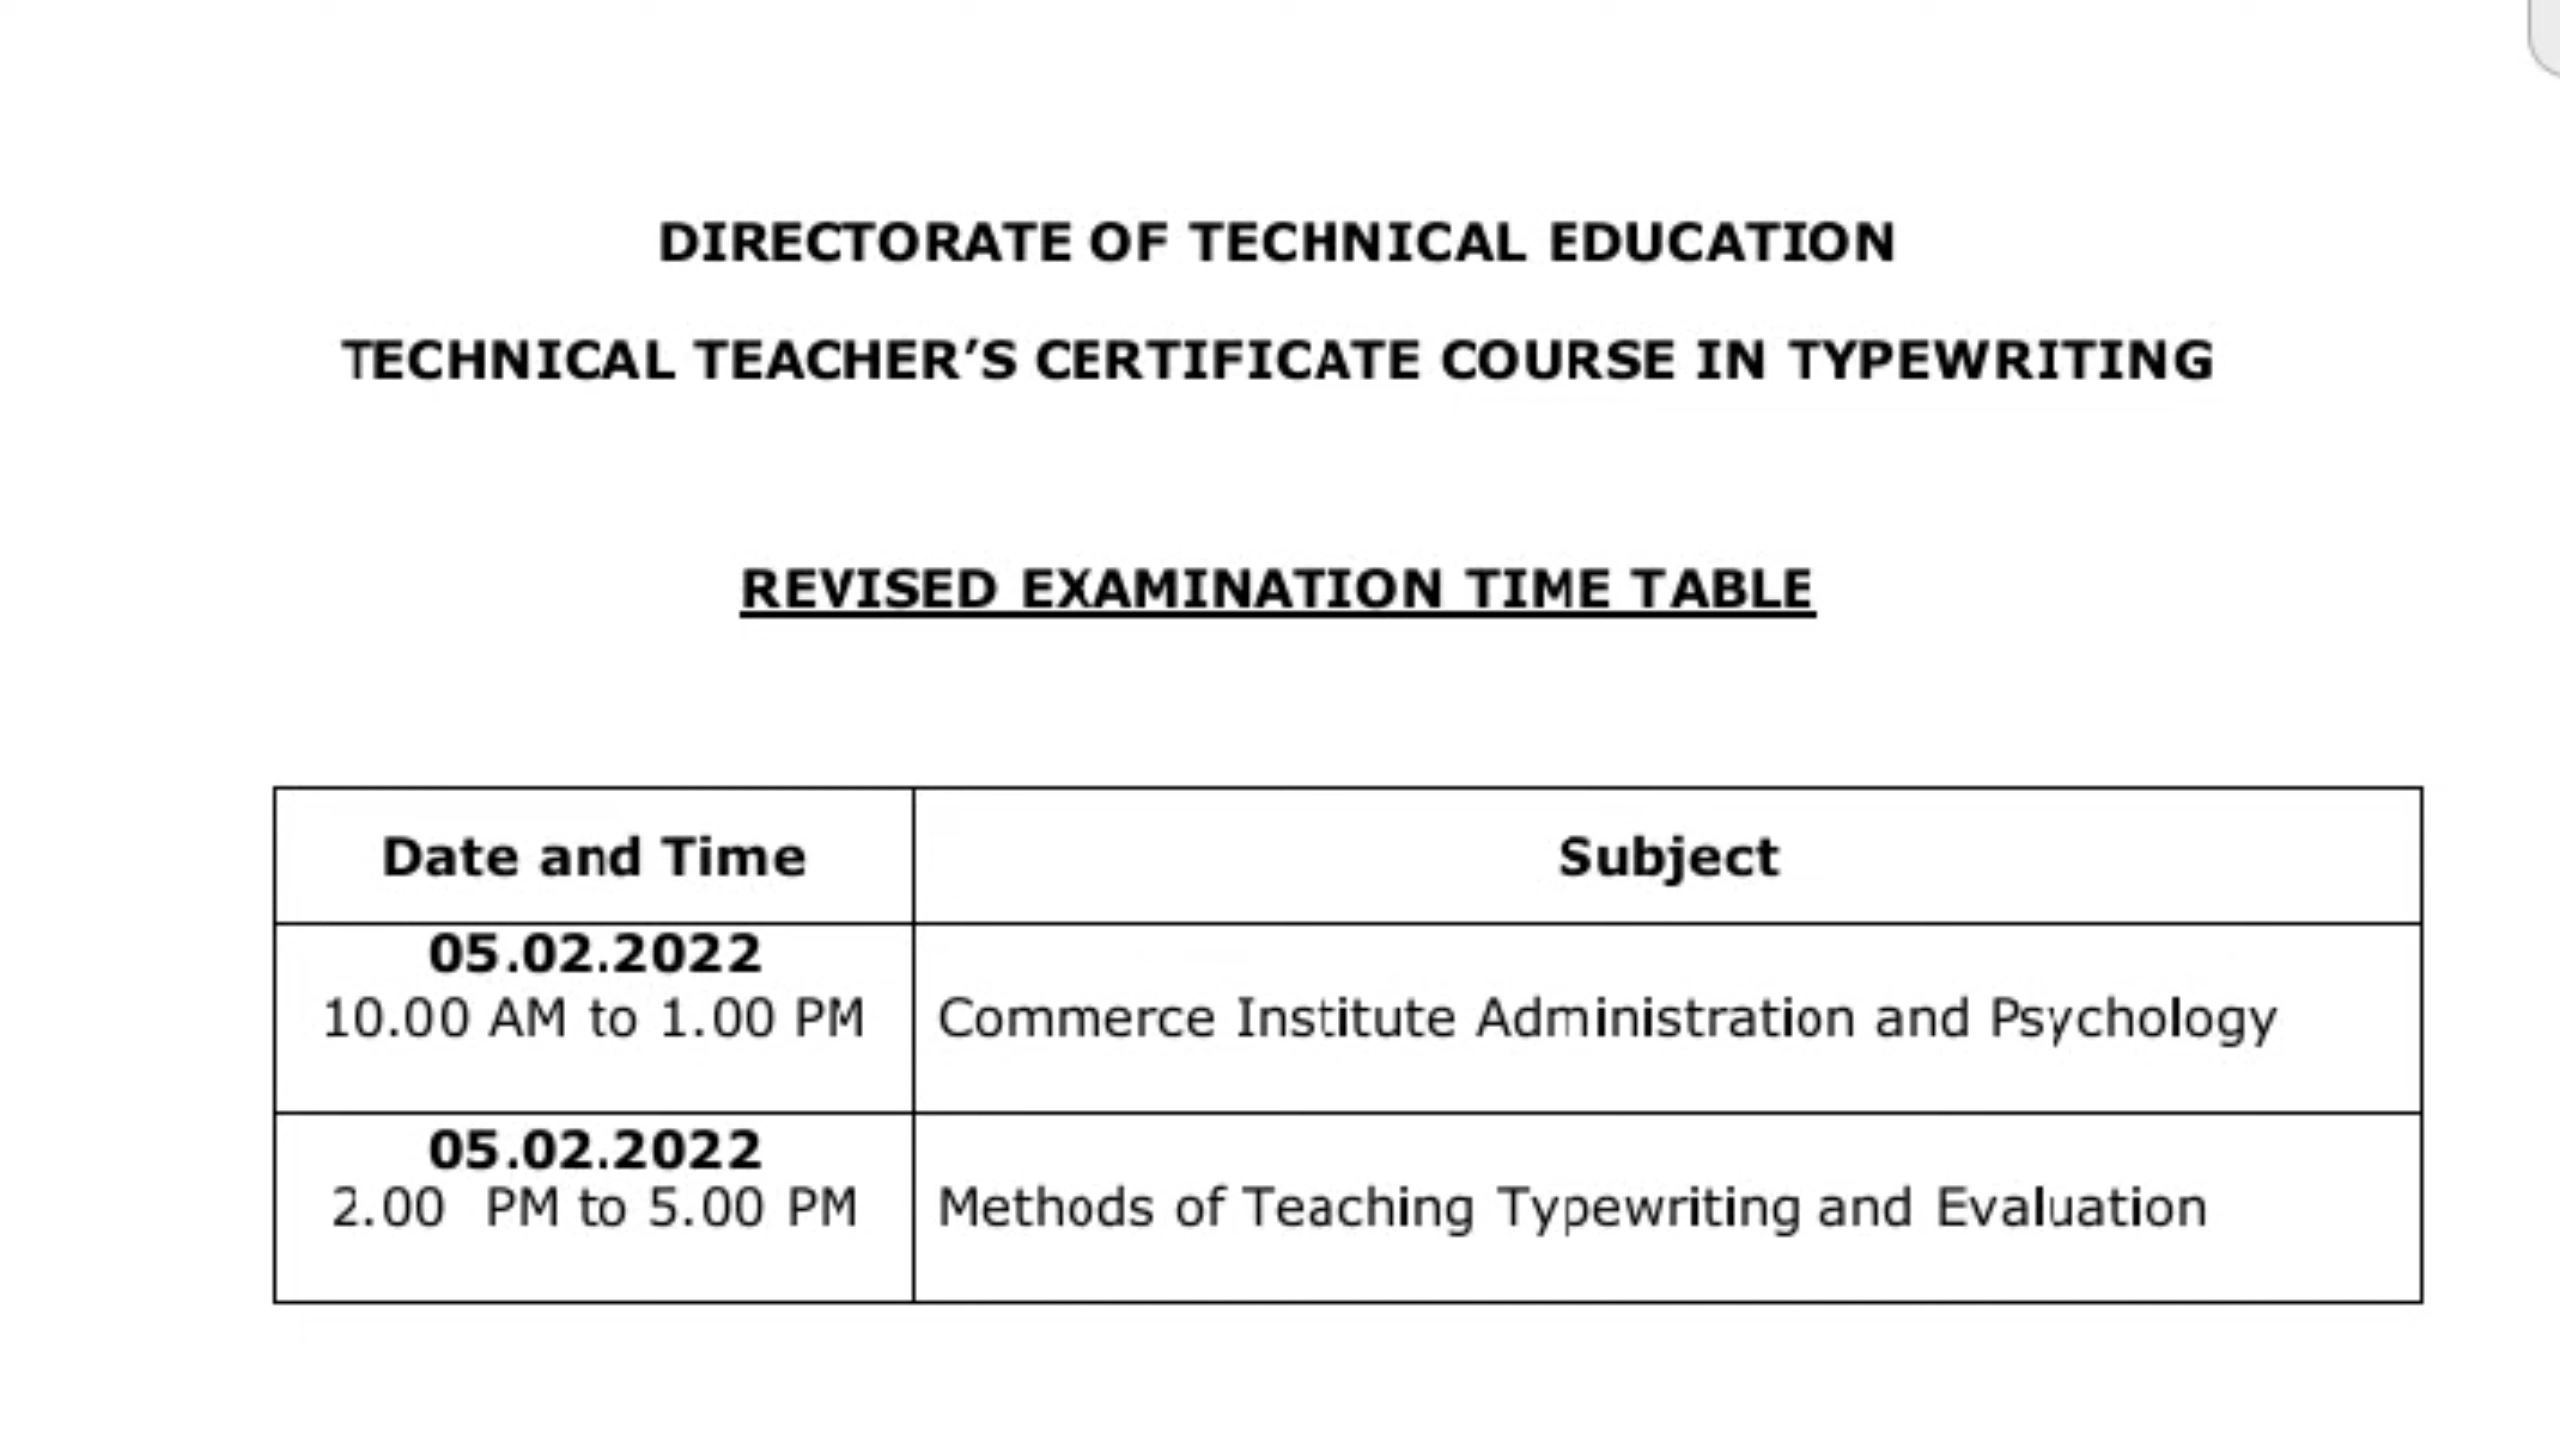 DIRECTORATE OF TECHNICAL EDUCATION
TECHNICAL TEACHER’S CERTIFICATE COURSE IN TYPEWRITING
REVISED EXAMINATION TIME TABLE
Date and Time
Subject
05.02.2022
10.00 AM to 1.00 PM
Commerce Institute Administration and Psychology
05.02.2022
2.00 PM to 5.00 PM
Methods of Teaching Typewriting and Evaluation